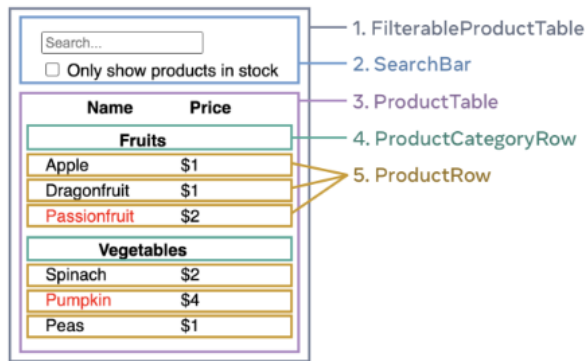 Search...
Only show products in stock
Name Price
Fruits
Apple $1
Dragonfruit $1
Passionfruit $2
Vegetables
Spinach $2
Pumpkin $4
Peas $1
1. FilterableProductTable
2. SearchBar
3. ProductTable
4. ProductCategoryRow
5. ProductRow